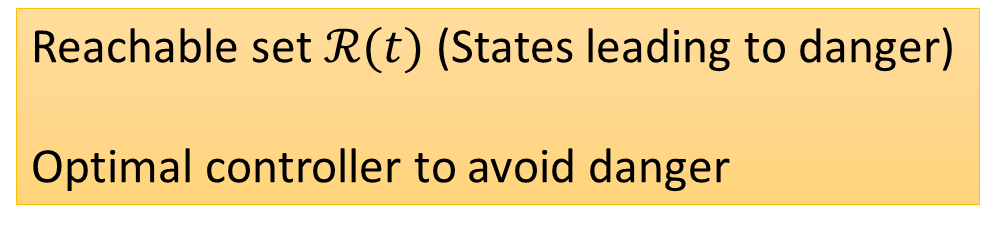 Reachable set ℛ(𝑡) (States leading to danger)
Optimal controller to avoid danger